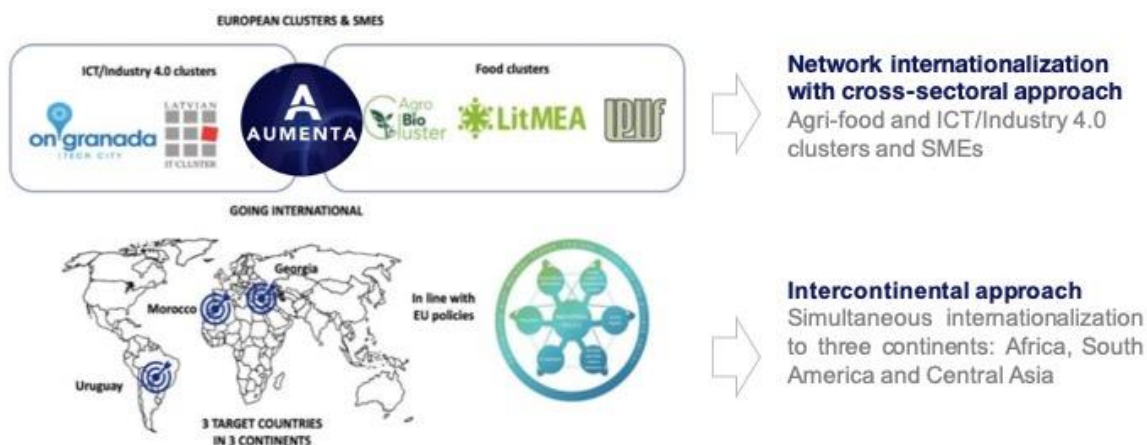 EUROPEAN CLUSTERS & SMES
ICT/Industry 4.0 clusters
Food clusters
on granada
TECH CITY
LATVIAN
IT CLUSTER
AUMENTA
Agro
Bio
Cluster
LitMEA
Network internationalization
with cross-sectoral approach
Agri-food and ICT/Industry 4.0
clusters and SMEs
GOING INTERNATIONAL
Georgia
Morocco
Uruguay
3 TARGET COUNTRIES
IN 3 CONTINENTS
In line with
EU policies
Intercontinental approach
Simultaneous internationalization
to three continents: Africa, South
America and Central Asia